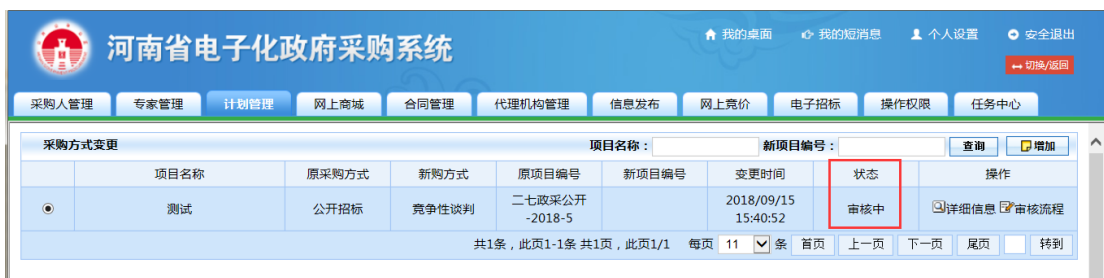 河南省电子化政府采购系统
我的桌面 我的短消息 个人设置 安全退出
切换/返回
采购人管理 专家管理 计划管理 网上商城 合同管理 代理机构管理 信息发布 网上竞价 电子招标 操作权限 任务中心
采购方式变更 项目名称： 新项目编号： 查询 增加
项目名称 原采购方式 新购方式 原项目编号 新项目编号 变更时间 状态 操作
测试 公开招标 竞争性谈判 二七政采公开-2018-5 2018/09/15 15:40:52 审核中 详细信息 审核流程
共1条，此页1-1条 共1页，此页1/1 每页 11 条 首页 上一页 下一页 尾页 转到